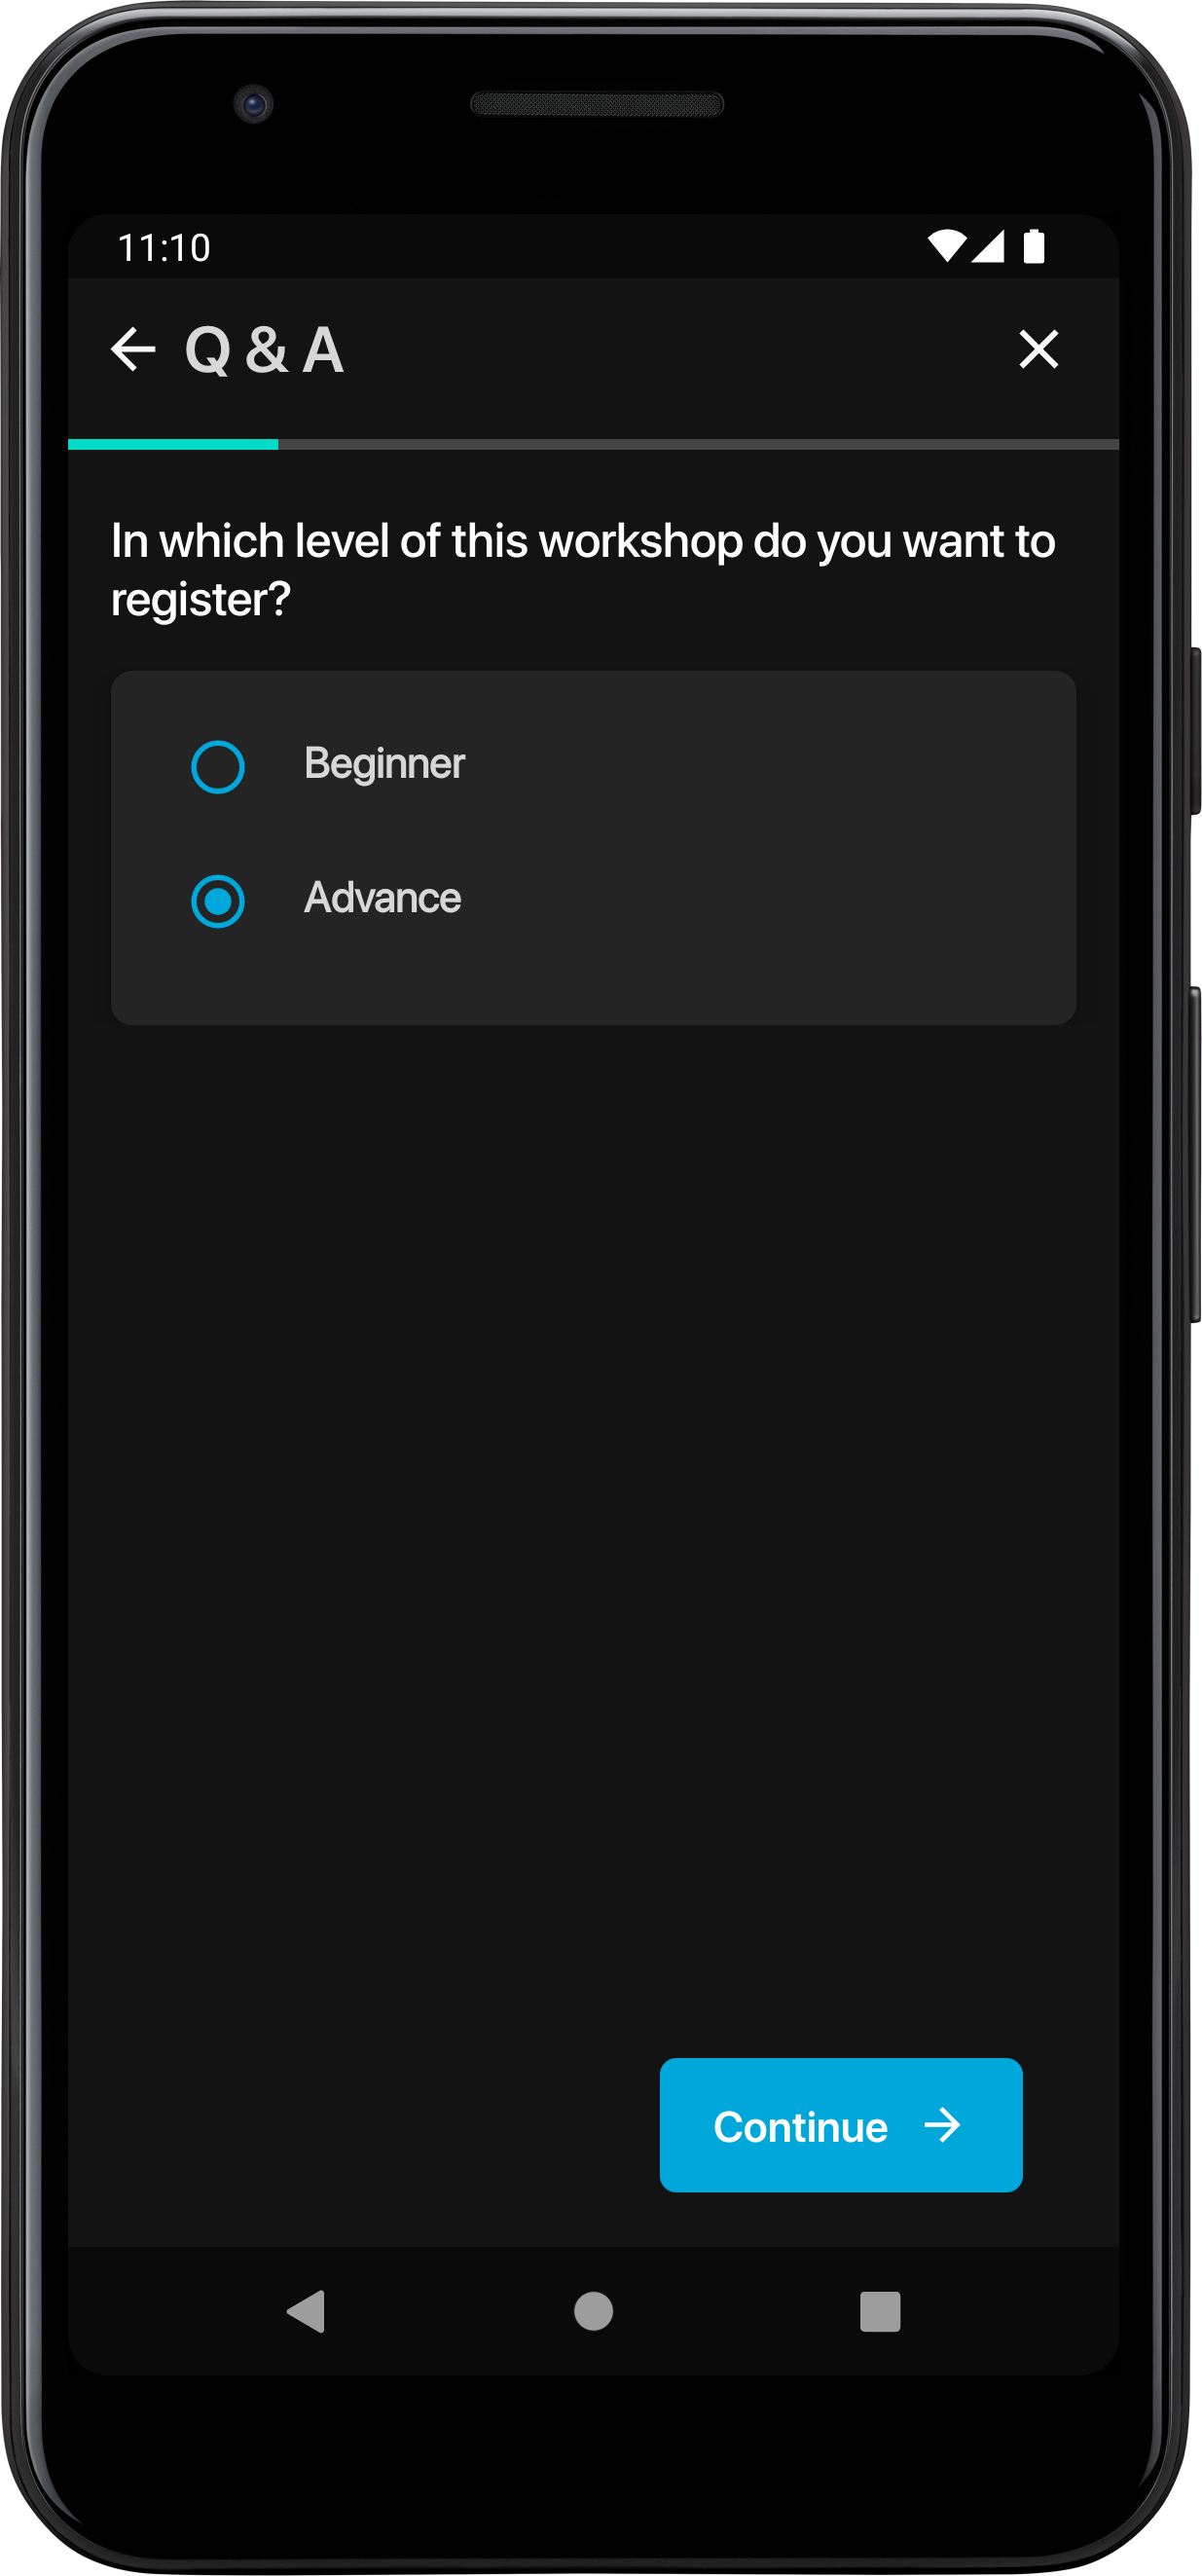 11:10
Q & A
In which level of this workshop do you want to
register?
Beginner
Advance
Continue